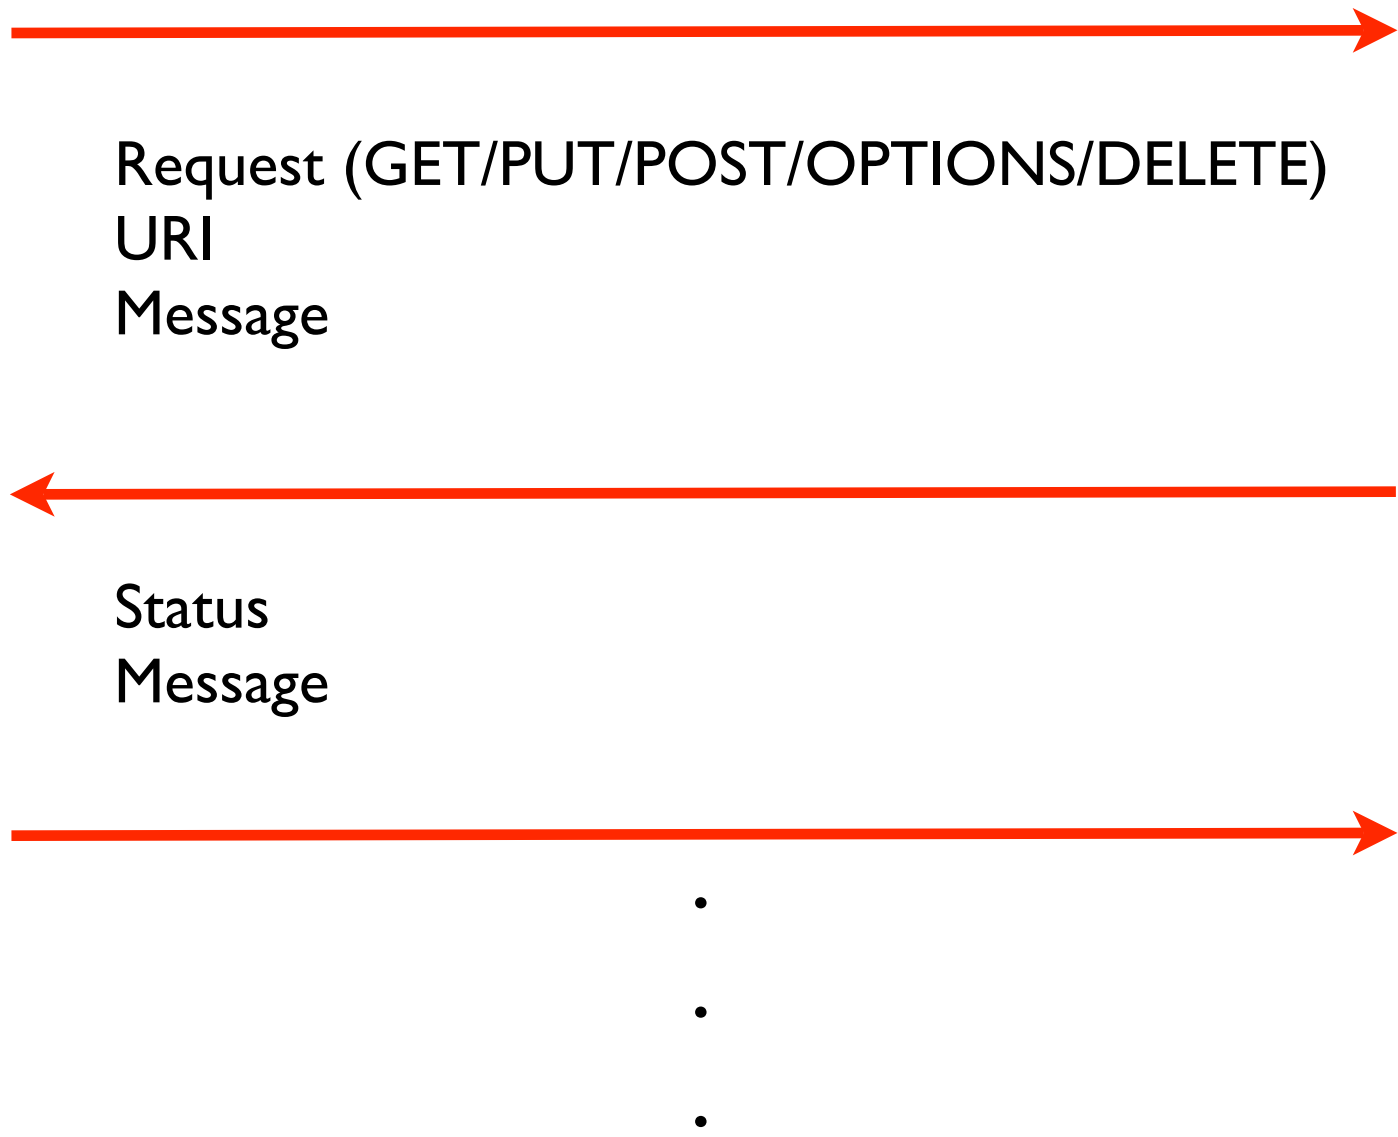 Request (GET/PUT/POST/OPTIONS/DELETE)
URI
Message
Status
Message
.
.
.